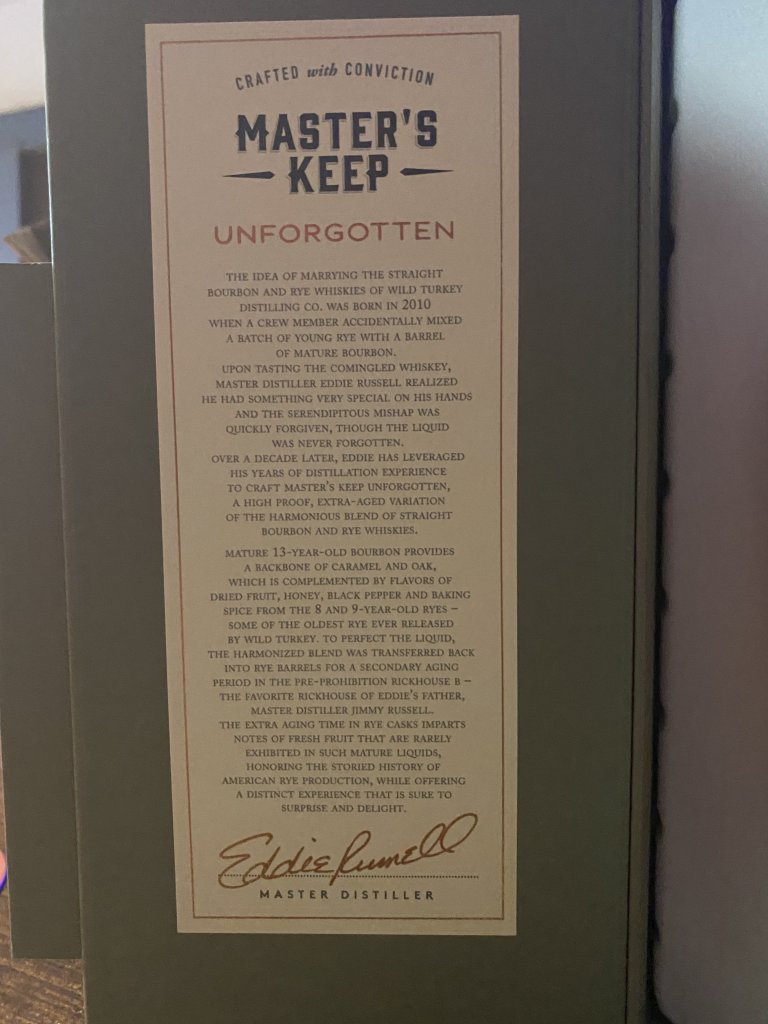 CRAFTED with CONVICTION
MASTER'S
KEEP
UNFORGOTTEN
THE IDEA OF MARRYING THE STRAIGHT
BOURBON AND RYE WHISKIES OF WILD TURKEY
DISTILLING CO. WAS BORN IN 2010
WHEN A CREW MEMBER ACCIDENTALLY MIXED
A BATCH OF YOUNG RYE WITH A BARREL
OF MATURE BOURBON.
UPON TASTING THE COMINGLED WHISKEY,
MASTER DISTILLER EDDIE RUSSELL REALIZED
HE HAD SOMETHING VERY SPECIAL ON HIS HANDS
AND THE SERENDIPITOUS MISHAP WAS
QUICKLY FORGIVEN, THOUGH THE LIQUID
WAS NEVER FORGOTTEN.
OVER A DECADE LATER, EDDIE HAS LEVERAGED
HIS YEARS OF DISTILLATION EXPERIENCE
TO CRAFT MASTER'S KEEP UNFORGOTTEN,
A HIGH PROOF, EXTRA-AGED VARIATION
OF THE HARMONIOUS BLEND OF STRAIGHT
BOURBON AND RYE WHISKIES.
MATURE 13-YEAR-OLD BOURBON PROVIDES
A BACKBONE OF CARAMEL AND OAK,
WHICH IS COMPLEMENTED BY FLAVORS OF
DRIED FRUIT, HONEY, BLACK PEPPER AND BAKING
SPICE FROM THE 8 AND 9-YEAR-OLD RYES –
SOME OF THE OLDEST RYE EVER RELEASED
BY WILD TURKEY. TO PERFECT THE LIQUID,
THE HARMONIZED BLEND WAS TRANSFERRED BACK
INTO RYE BARRELS FOR A SECONDARY AGING
PERIOD IN THE PRE-PROHIBITION RICKHOUSE B –
THE FAVORITE RICKHOUSE OF EDDIE'S FATHER,
MASTER DISTILLER JIMMY RUSSELL.
THE EXTRA AGING TIME IN RYE CASKS IMPARTS
NOTES OF FRESH FRUIT THAT ARE RARELY
EXHIBITED IN SUCH MATURE LIQUIDS,
HONORING THE STORIED HISTORY OF
AMERICAN RYE PRODUCTION, WHILE OFFERING
A DISTINCT EXPERIENCE THAT IS SURE TO
SURPRISE AND DELIGHT.
Eddie Russell
MASTER DISTILLER